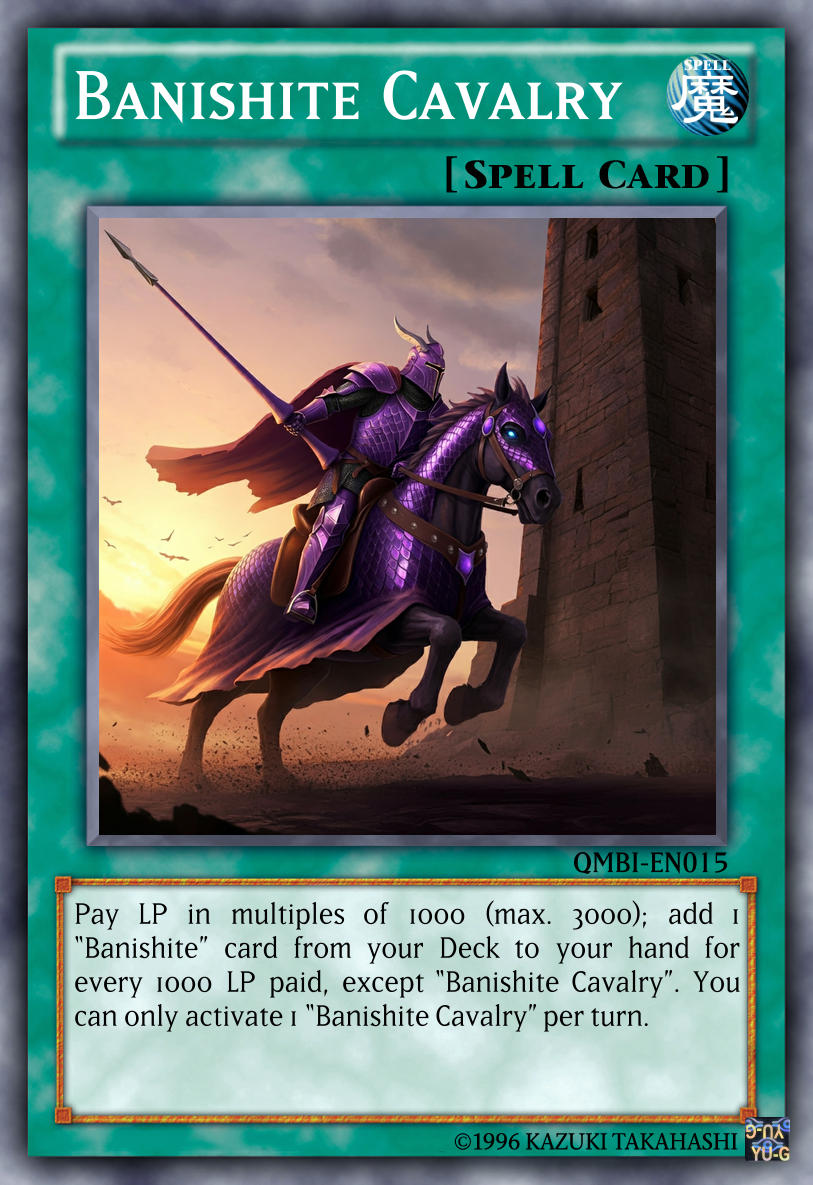 Banishite Cavalry
SPELL
魔
[Spell Card]
QMBI-EN015
Pay LP in multiples of 1000 (max. 3000); add 1
"Banishite" card from your Deck to your hand for
every 1000 LP paid, except "Banishite Cavalry". You
can only activate 1 "Banishite Cavalry" per turn.
©1996 KAZUKI TAKAHASHI
YU-G
YU-G